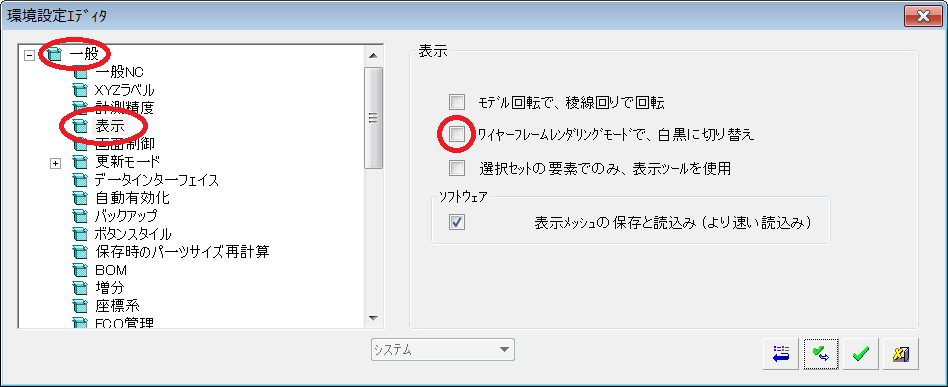 環境設定ｴﾃﾞｨﾀ
一般
一般NC
XYZラベル
計測精度
表示
画面制御
更新モード
データインターフェイス
自動有効化
バックアップ
ボタンスタイル
保存時のパーツサイズ再計算
BOM
増分
座標系
ECO管理
表示
ﾓﾃﾞﾙ回転で、稜線回りで回転
ﾜｲﾔｰﾌﾚｰﾑﾚﾝﾀﾞﾘﾝｸﾞﾓｰﾄﾞで、白黒に切り替え
選択ｾｯﾄの要素でのみ、表示ﾂｰﾙを使用
ｿﾌﾄｳｪｱ
表示ﾒｯｼｭの保存と読込み（より速い読込み）
ｼｽﾃﾑ